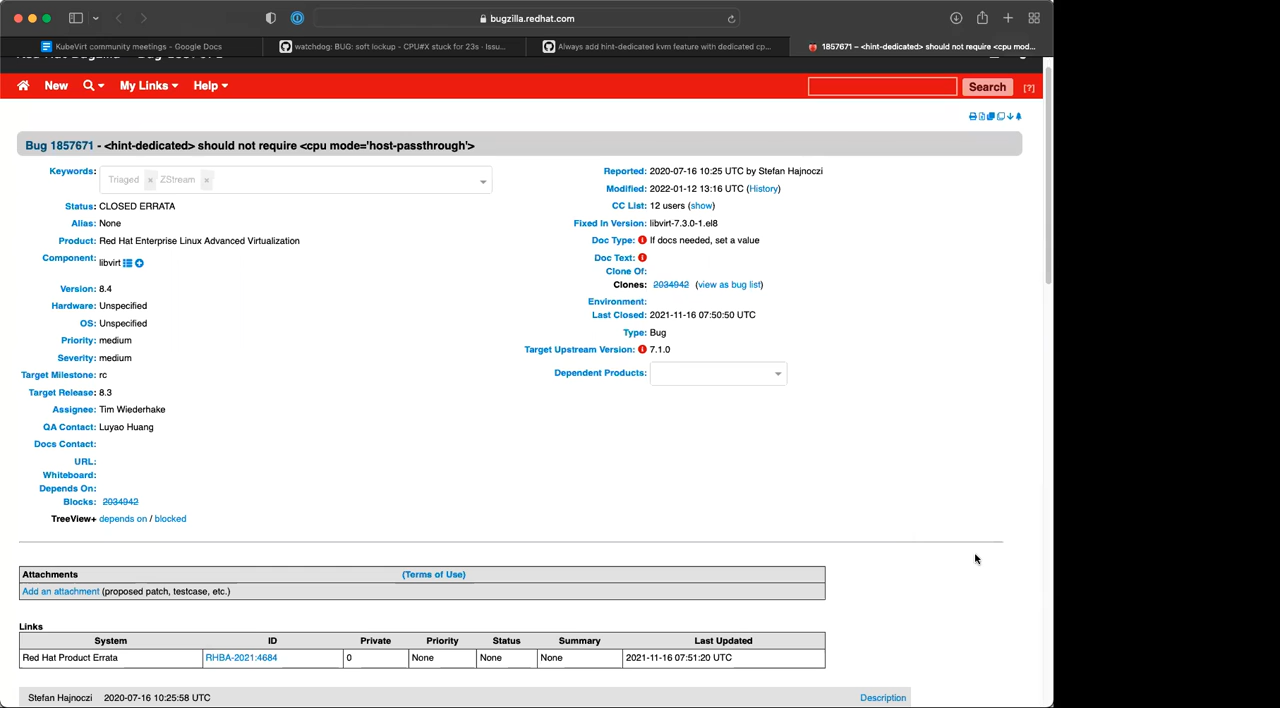 bugzilla.redhat.com
KubeVirt community meetings - Google Docs
watchdog: BUG: soft lockup - CPU#X stuck for 23s · Issu...
Always add hint-dedicated kvm feature with dedicated cp...
1857671 – <hint-dedicated> should not require <cpu mod...
New
My Links
Help
Search
[?]
Bug 1857671 - <hint-dedicated> should not require <cpu mode='host-passthrough'>
Keywords: Triaged × ZStream ×
Status: CLOSED ERRATA
Alias: None
Product: Red Hat Enterprise Linux Advanced Virtualization
Component: libvirt
Version: 8.4
Hardware: Unspecified
OS: Unspecified
Priority: medium
Severity: medium
Target Milestone: rc
Target Release: 8.3
Assignee: Tim Wiederhake
QA Contact: Luyao Huang
Docs Contact:
URL:
Whiteboard:
Depends On:
Blocks: 2034942
TreeView+ depends on / blocked
Reported: 2020-07-16 10:25 UTC by Stefan Hajnoczi
Modified: 2022-01-12 13:16 UTC (History)
CC List: 12 users (show)
Fixed In Version: libvirt-7.3.0-1.el8
Doc Type: If docs needed, set a value
Doc Text:
Clone Of:
Clones: 2034942 (view as bug list)
Environment:
Last Closed: 2021-11-16 07:50:50 UTC
Type: Bug
Target Upstream Version: 7.1.0
Dependent Products:
Attachments (Terms of Use)
Add an attachment (proposed patch, testcase, etc.)
Links
System ID Private Priority Status Summary Last Updated
Red Hat Product Errata RHBA-2021:4684 0 None None None 2021-11-16 07:51:20 UTC
Stefan Hajnoczi 2020-07-16 10:25:58 UTC Description